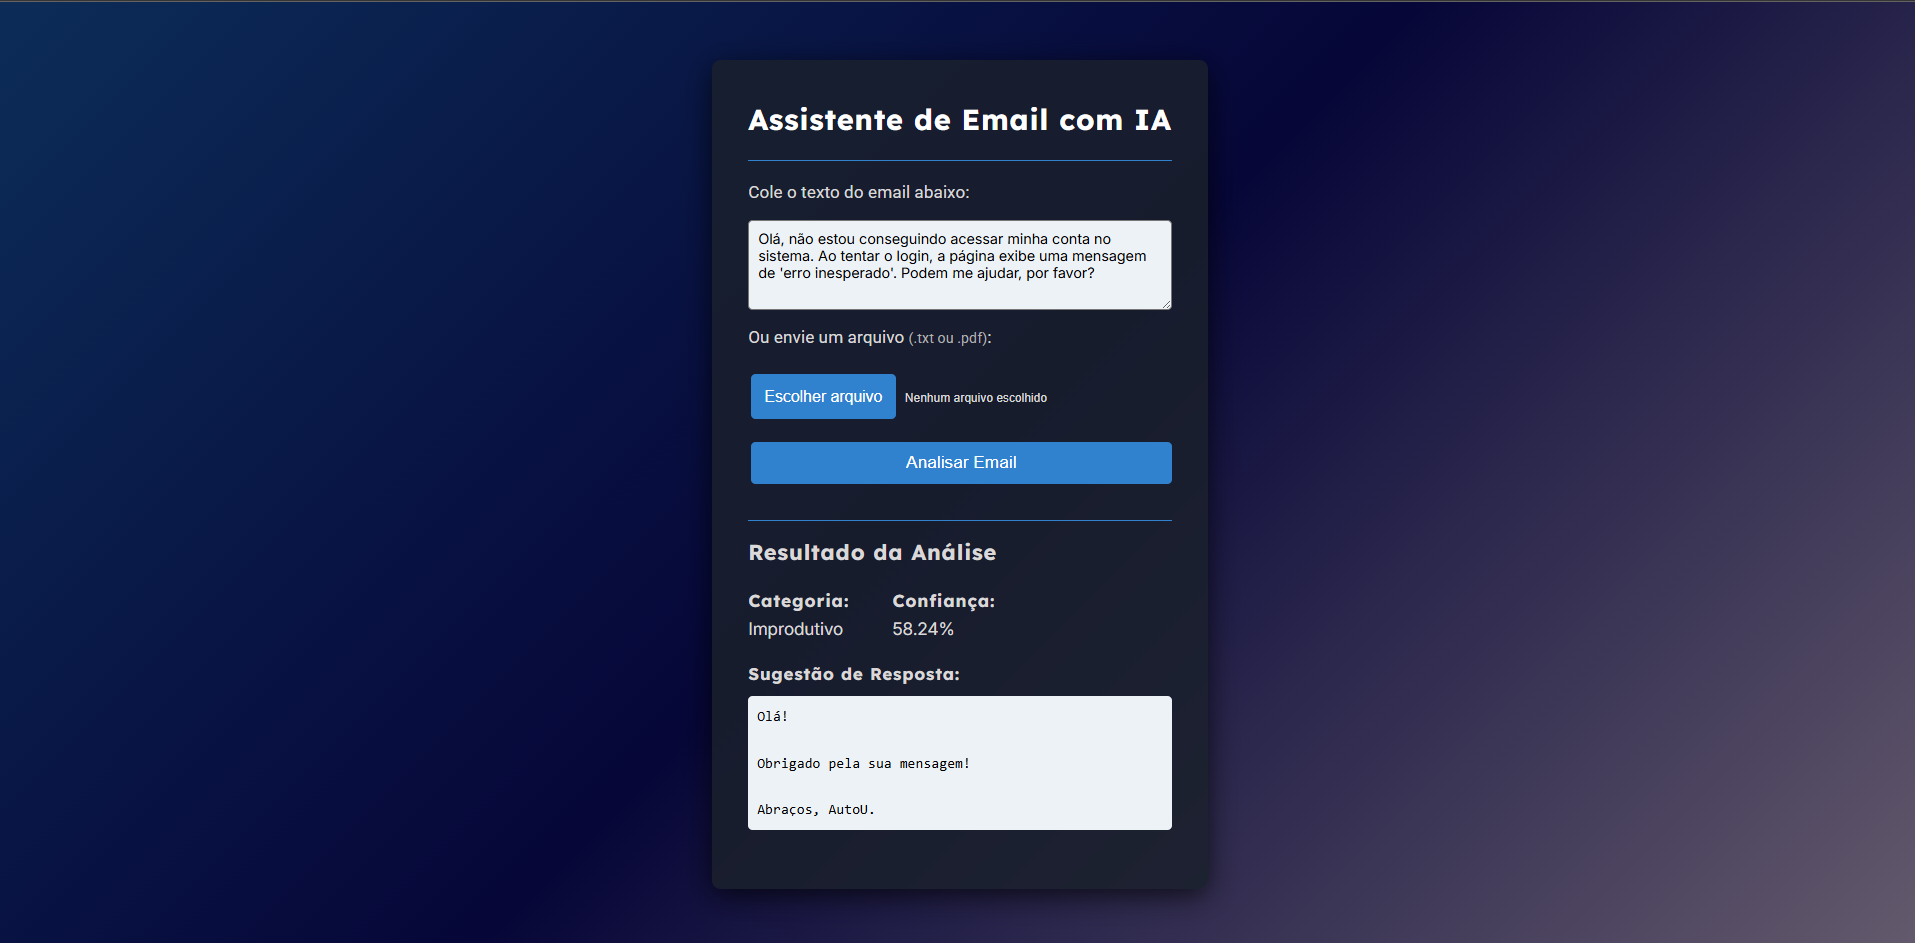 Assistente de Email com IA
Cole o texto do email abaixo:
Olá, não estou conseguindo acessar minha conta no
sistema. Ao tentar o login, a página exibe uma mensagem
de 'erro inesperado'. Podem me ajudar, por favor?
Ou envie um arquivo (.txt ou .pdf):
Escolher arquivo Nenhum arquivo escolhido
Analisar Email
Resultado da Análise
Categoria: Confiança:
Improdutivo 58.24%
Sugestão de Resposta:
Olá!
Obrigado pela sua mensagem!
Abraços, AutoU.